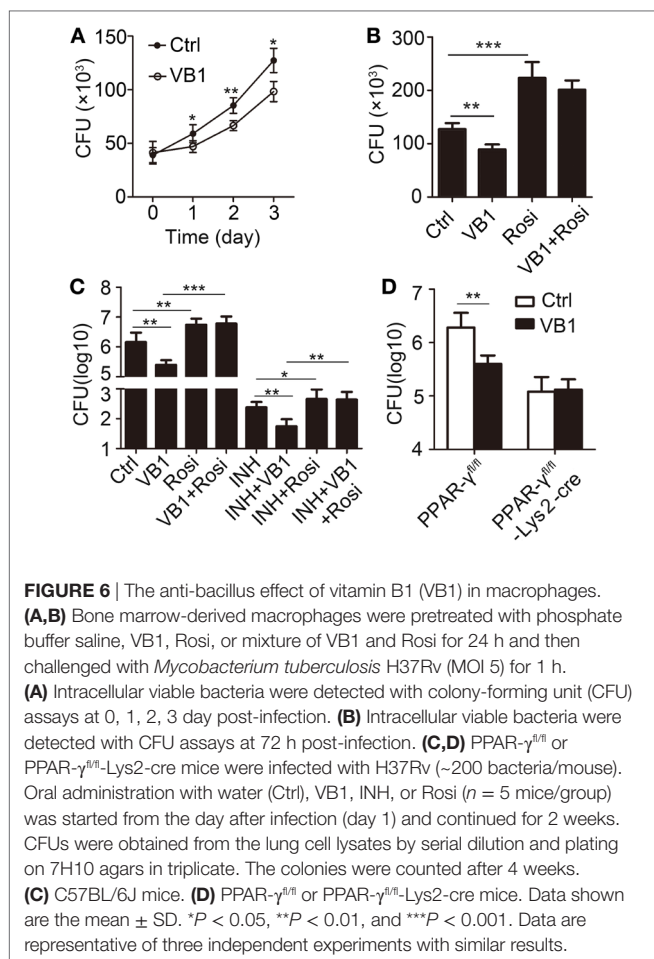 A
Ctrl
VB1
CFU (×10³)
150
100
50
0
*
**
*
0 1 2 3
Time (day)
B
CFU (×10³)
300
200
100
0
***
**
Ctrl
VB1
Rosi
VB1+Rosi
C
CFU(log10)
8
7
6
5
3
2
1
***
**
**
**
*
**
Ctrl
VB1
Rosi
VB1+Rosi
INH
INH+VB1
INH+Rosi
INH+VB1
+Rosi
D
Ctrl
VB1
CFU(log10)
7
6
5
4
**
PPAR-γfl/fl
PPAR-γfl/fl
-Lys2-cre
FIGURE 6 | The anti-bacillus effect of vitamin B1 (VB1) in macrophages.
(A,B) Bone marrow-derived macrophages were pretreated with phosphate
buffer saline, VB1, Rosi, or mixture of VB1 and Rosi for 24 h and then
challenged with Mycobacterium tuberculosis H37Rv (MOI 5) for 1 h.
(A) Intracellular viable bacteria were detected with colony-forming unit (CFU)
assays at 0, 1, 2, 3 day post-infection. (B) Intracellular viable bacteria were
detected with CFU assays at 72 h post-infection. (C,D) PPAR-γfl/fl or
PPAR-γfl/fl-Lys2-cre mice were infected with H37Rv (~200 bacteria/mouse).
Oral administration with water (Ctrl), VB1, INH, or Rosi (n = 5 mice/group)
was started from the day after infection (day 1) and continued for 2 weeks.
CFUs were obtained from the lung cell lysates by serial dilution and plating
on 7H10 agars in triplicate. The colonies were counted after 4 weeks.
(C) C57BL/6J mice. (D) PPAR-γfl/fl or PPAR-γfl/fl-Lys2-cre mice. Data shown
are the mean ± SD. *P < 0.05, **P < 0.01, and ***P < 0.001. Data are
representative of three independent experiments with similar results.